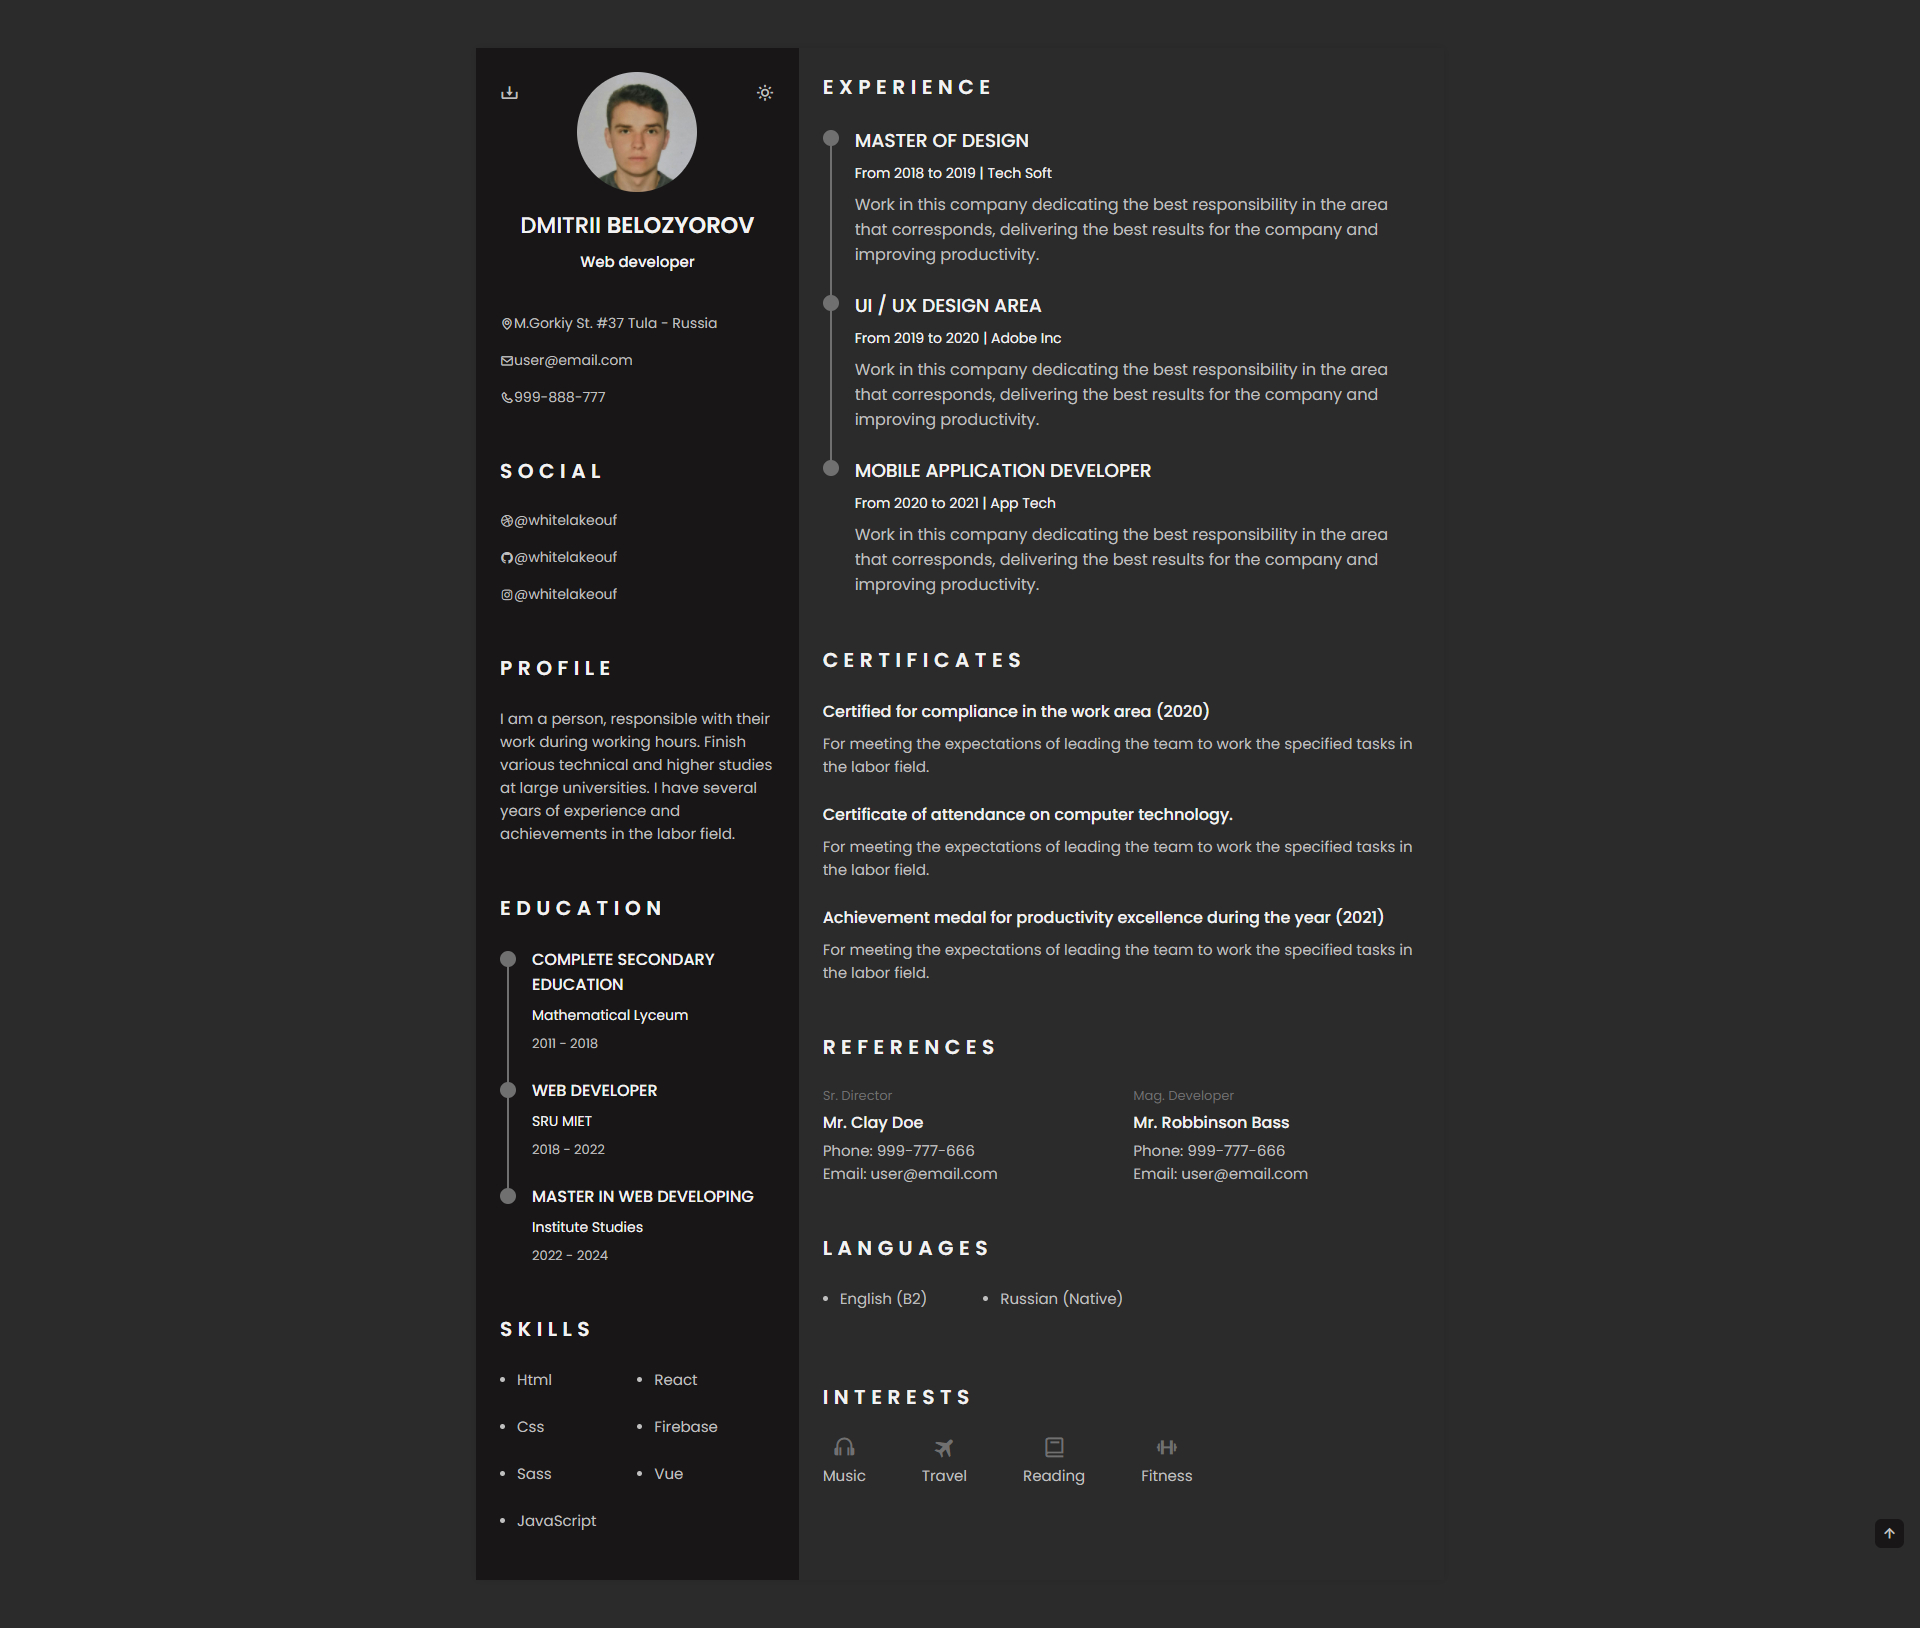 DMITRII BELOZYOROV
Web developer
M.Gorkiy St. #37 Tula - Russia
user@email.com
999-888-777
SOCIAL
@whitelakeouf
@whitelakeouf
@whitelakeouf
PROFILE
I am a person, responsible with their
work during working hours. Finish
various technical and higher studies
at large universities. I have several
years of experience and
achievements in the labor field.
EDUCATION
COMPLETE SECONDARY
EDUCATION
Mathematical Lyceum
2011 - 2018
WEB DEVELOPER
SRU MIET
2018 - 2022
MASTER IN WEB DEVELOPING
Institute Studies
2022 - 2024
SKILLS
• Html
• React
• Css
• Firebase
• Sass
• Vue
• JavaScript
EXPERIENCE
MASTER OF DESIGN
From 2018 to 2019 | Tech Soft
Work in this company dedicating the best responsibility in the area
that corresponds, delivering the best results for the company and
improving productivity.
UI / UX DESIGN AREA
From 2019 to 2020 | Adobe Inc
Work in this company dedicating the best responsibility in the area
that corresponds, delivering the best results for the company and
improving productivity.
MOBILE APPLICATION DEVELOPER
From 2020 to 2021 | App Tech
Work in this company dedicating the best responsibility in the area
that corresponds, delivering the best results for the company and
improving productivity.
CERTIFICATES
Certified for compliance in the work area (2020)
For meeting the expectations of leading the team to work the specified tasks in
the labor field.
Certificate of attendance on computer technology.
For meeting the expectations of leading the team to work the specified tasks in
the labor field.
Achievement medal for productivity excellence during the year (2021)
For meeting the expectations of leading the team to work the specified tasks in
the labor field.
REFERENCES
Sr. Director
Mr. Clay Doe
Phone: 999-777-666
Email: user@email.com
Mag. Developer
Mr. Robbinson Bass
Phone: 999-777-666
Email: user@email.com
LANGUAGES
• English (B2)
• Russian (Native)
INTERESTS
Music
Travel
Reading
Fitness